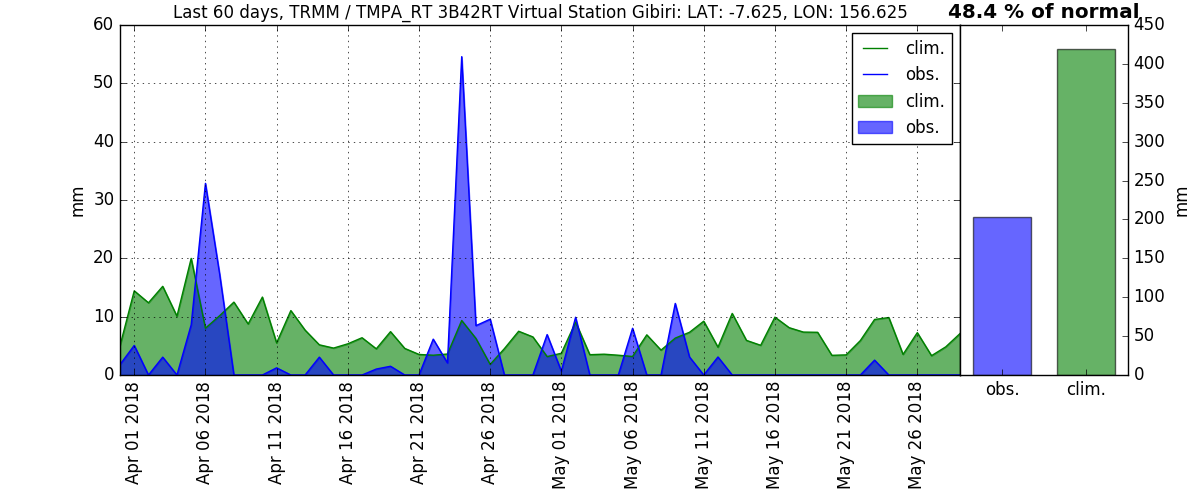 Last 60 days, TRMM / TMPA_RT 3B42RT Virtual Station Gibiri: LAT: -7.625, LON: 156.625
48.4 % of normal
60
50
40
30
20
10
0
mm
clim.
obs.
clim.
obs.
Apr 01 2018
Apr 06 2018
Apr 11 2018
Apr 16 2018
Apr 21 2018
Apr 26 2018
May 01 2018
May 06 2018
May 11 2018
May 16 2018
May 21 2018
May 26 2018
450
400
350
300
250
200
150
100
50
0
mm
obs.
clim.